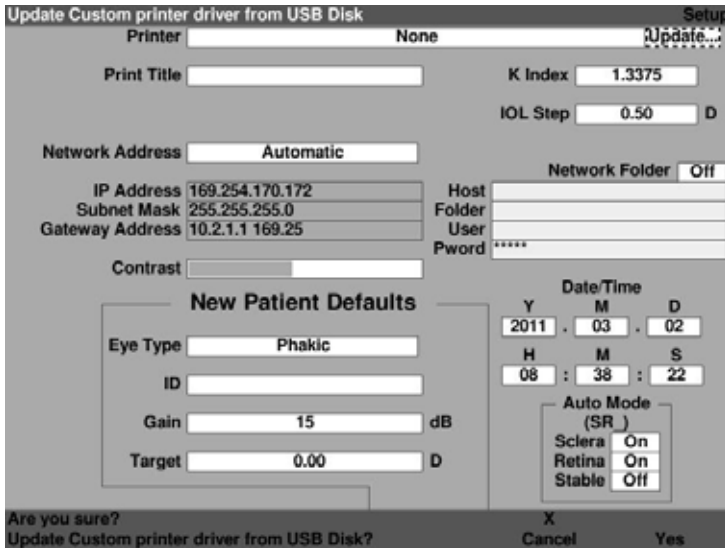 Update Custom printer driver from USB Disk Setup
Printer None Update...
Print Title K Index 1.3375
IOL Step 0.50 D
Network Address Automatic
Network Folder Off
IP Address 169.254.170.172 Host
Subnet Mask 255.255.255.0 Folder
Gateway Address 10.2.1.1 169.25 User
Pword *****
Contrast
Date/Time
New Patient Defaults
Y M D
2011 . 03 . 02
Eye Type Phakic
H M S
08 : 38 : 22
ID
Auto Mode
(SR_)
Gain 15 dB
Sclera On
Target 0.00 D
Retina On
Stable Off
Are you sure? X
Update Custom printer driver from USB Disk? Cancel Yes